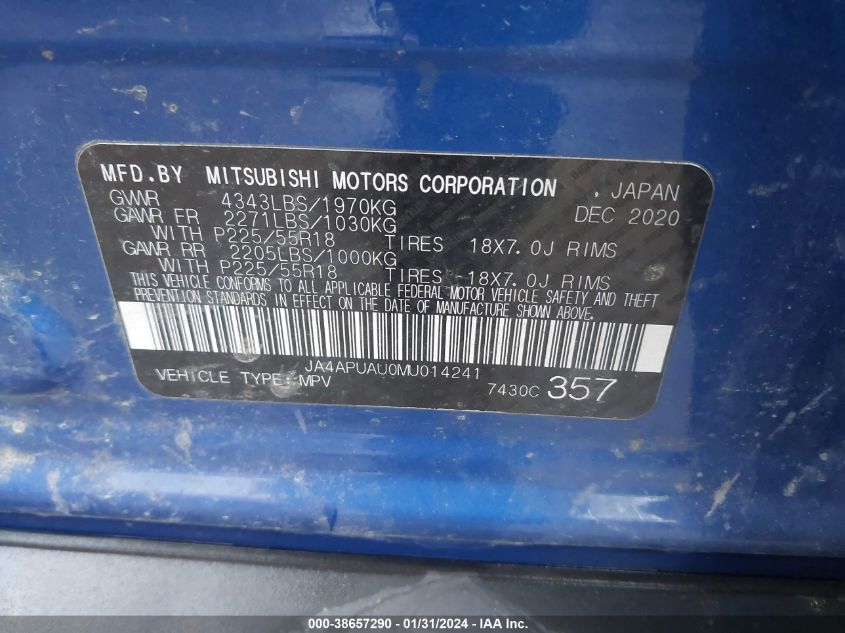 MFD.BY MITSUBISHI MOTORS CORPORATION , JAPAN
GVWR 4343LBS/1970KG DEC 2020
GAWR FR 2271LBS/1030KG
WITH P225/55R18 TIRES 18X7.0J RIMS
GAWR RR 2205LBS/1000KG
WITH P225/55R18 TIRES 18X7.0J RIMS
THIS VEHICLE CONFORMS TO ALL APPLICABLE FEDERAL MOTOR VEHICLE SAFETY AND THEFT
PREVENTION STANDARDS IN EFFECT ON THE DATE OF MANUFACTURE SHOWN ABOVE.
JA4APUAU0MU014241
VEHICLE TYPE:MPV 7430C 357
000-38657290 - 01/31/2024 - IAA Inc.